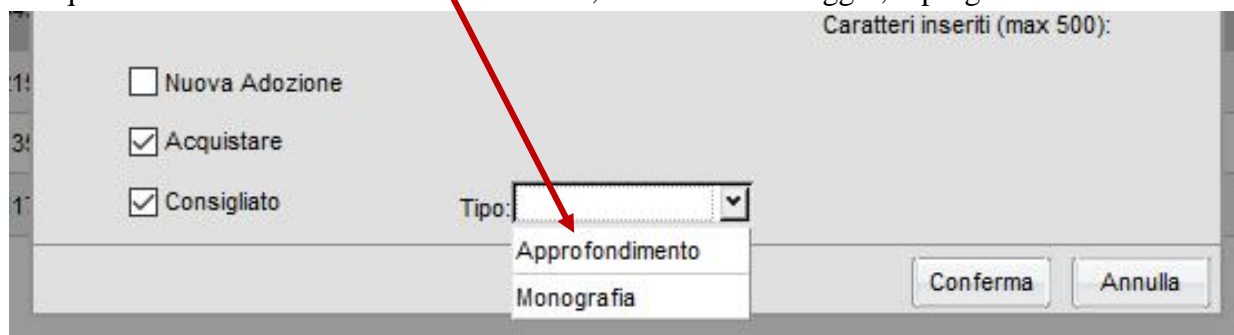 Caratteri inseriti (max 500):
Nuova Adozione
Acquistare
Consigliato Tipo:
Approfondimento
Monografia
Conferma Annulla